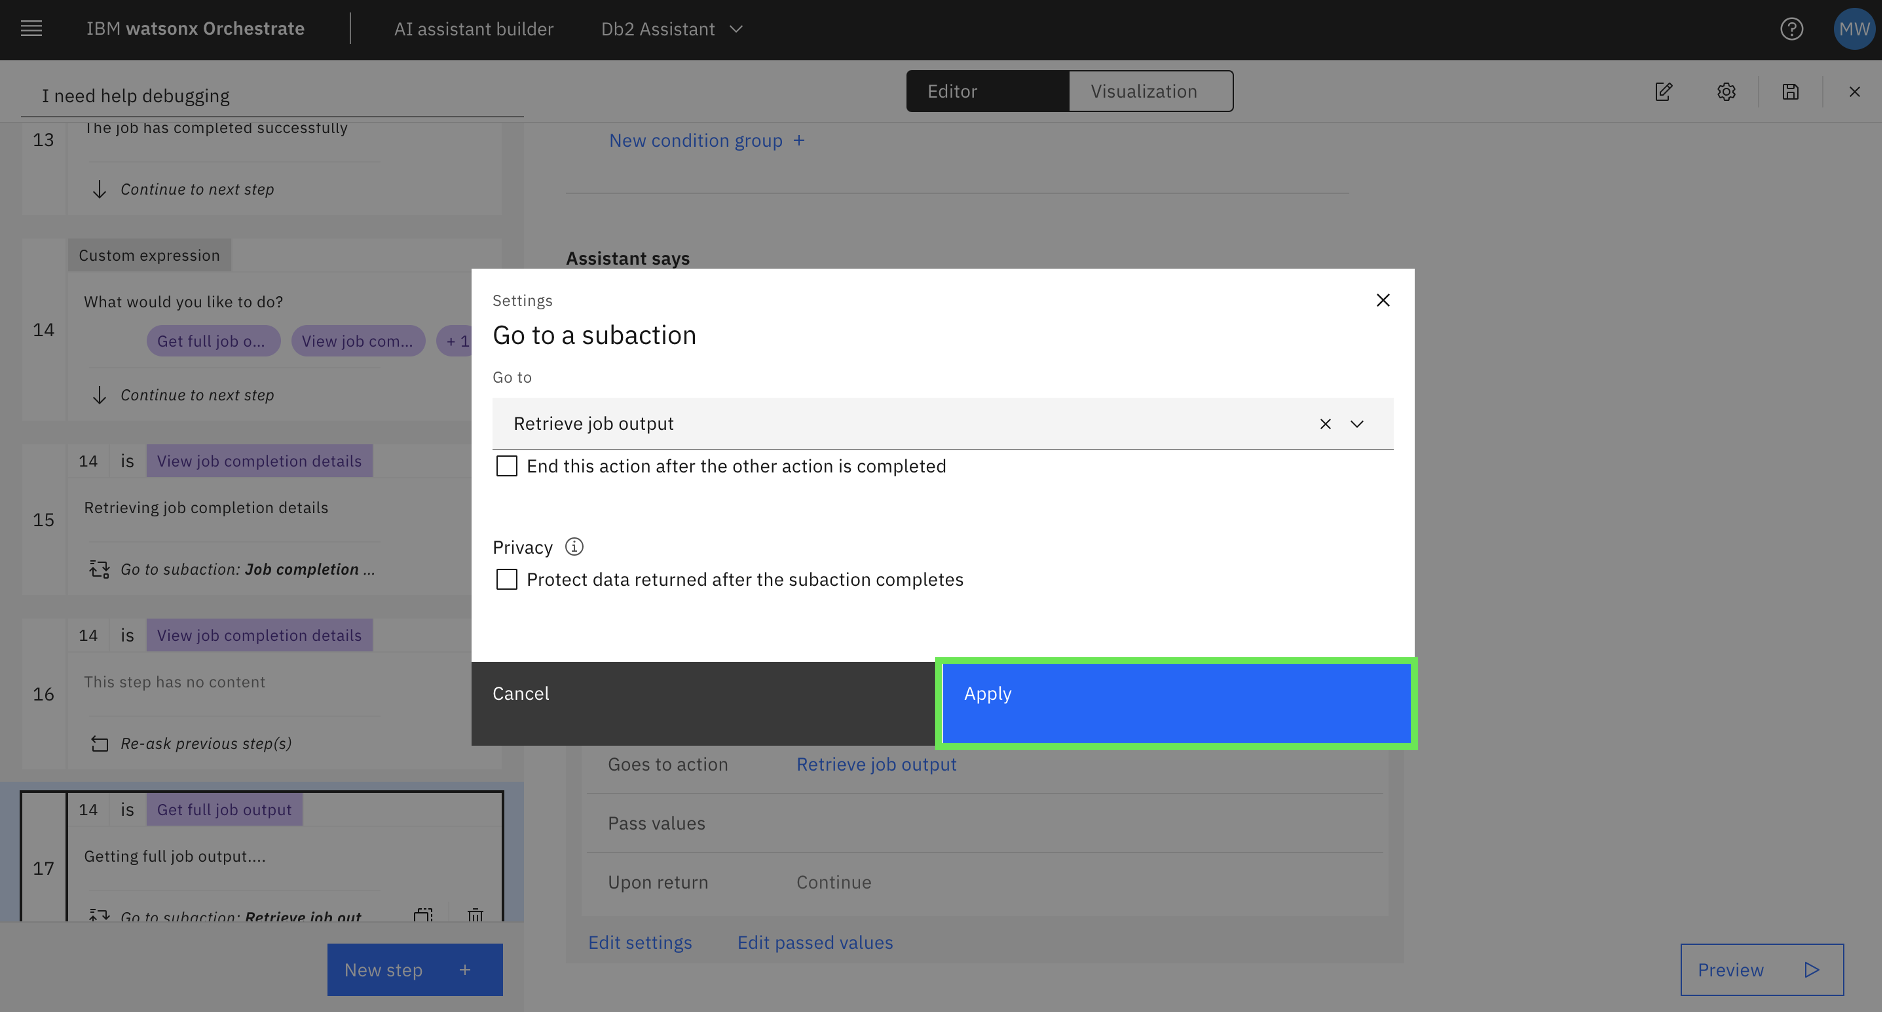 IBM watsonx Orchestrate
AI assistant builder
Db2 Assistant
MW
I need help debugging
Editor
Visualization
13
The job has completed successfully
Continue to next step
New condition group +
Custom expression
14
What would you like to do?
Get full job o...
View job com...
+ 1
Continue to next step
Assistant says
Settings
Go to a subaction
Go to
Retrieve job output
End this action after the other action is completed
Privacy
Protect data returned after the subaction completes
Cancel
Apply
14 is View job completion details
15
Retrieving job completion details
Go to subaction: Job completion ...
14 is View job completion details
16
This step has no content
Re-ask previous step(s)
14 is Get full job output
17
Getting full job output....
Go to subaction: Retrieve job out
New step +
Goes to action
Retrieve job output
Pass values
Upon return
Continue
Edit settings
Edit passed values
Preview